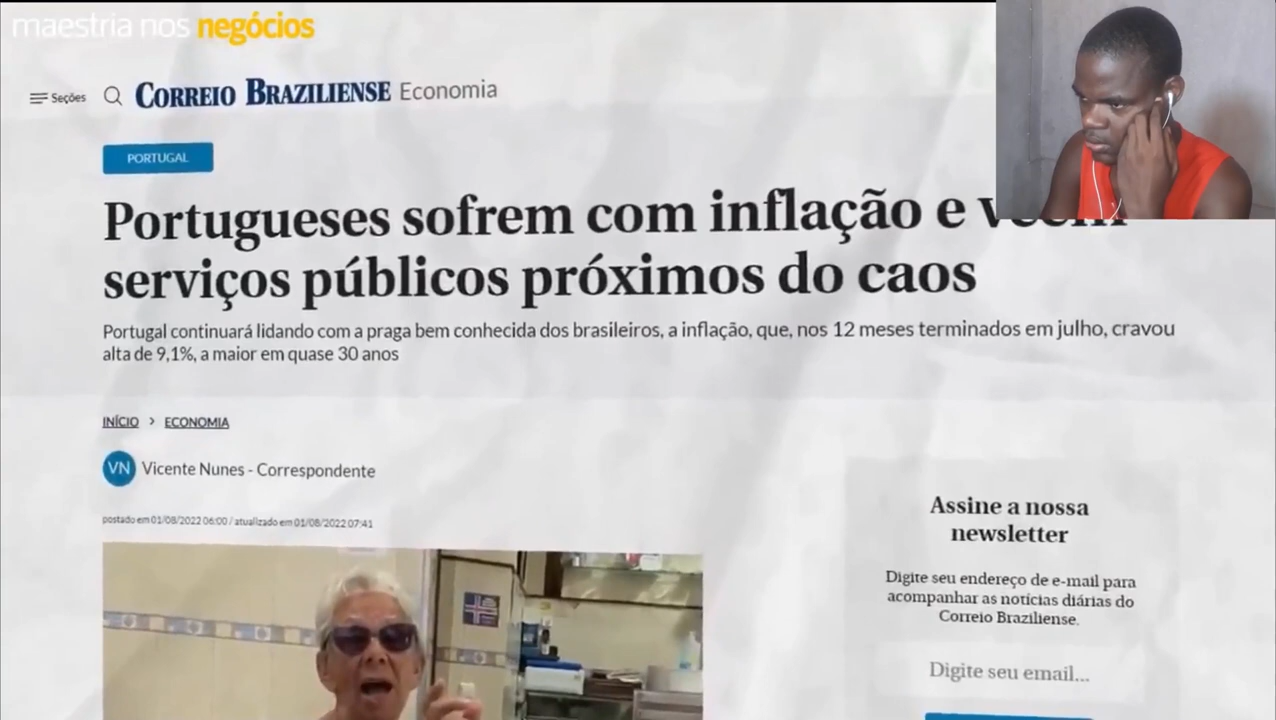 maestria nos negócios
Seções CORREIO BRAZILIENSE Economia
PORTUGAL
Portugueses sofrem com inflação e veem
serviços públicos próximos do caos
Portugal continuará lidando com a praga bem conhecida dos brasileiros, a inflação, que, nos 12 meses terminados em julho, cravou
alta de 9,1%, a maior em quase 30 anos
INÍCIO > ECONOMIA
VN Vicente Nunes - Correspondente
postado em 01/08/2022 06:00 / atualizado em 01/08/2022 07:41
Assine a nossa
newsletter
Digite seu endereço de e-mail para
acompanhar as notícias diárias do
Correio Braziliense.
Digite seu email...